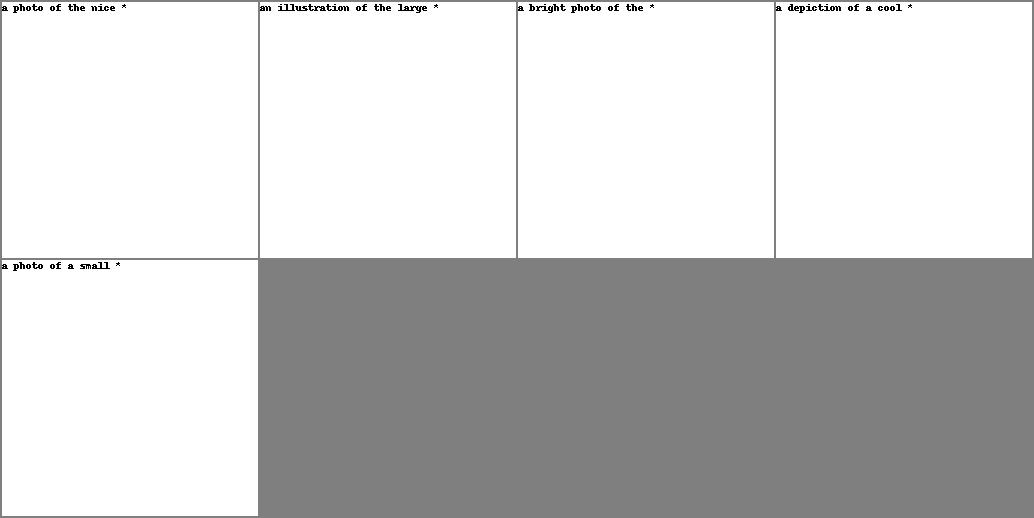 a photo of the nice *
an illustration of the large *
a bright photo of the *
a depiction of a cool *
a photo of a small *